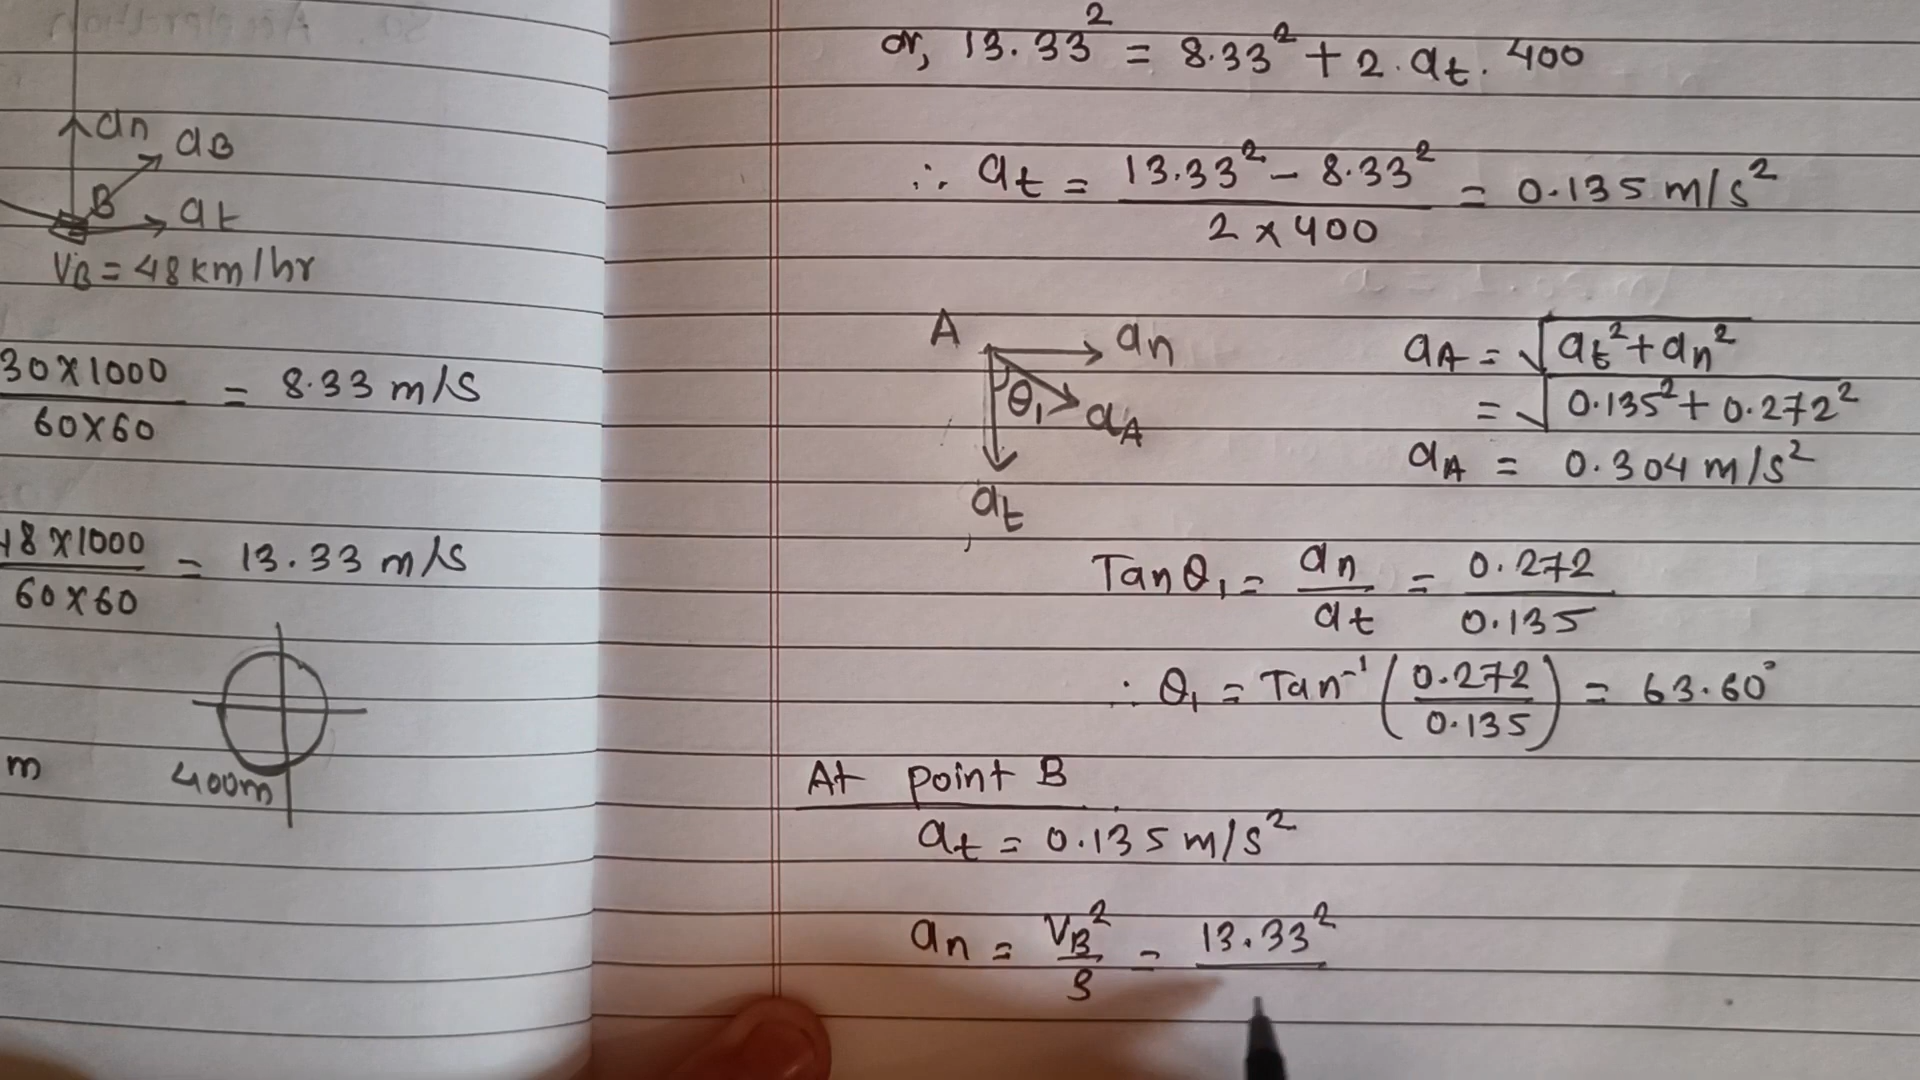 an
aB
B
at
VB = 48 km/hr
30×1000 / 60×60 = 8.33 m/s
48×1000 / 60×60 = 13.33 m/s
m
400m
or, 13.33² = 8.33² + 2. at. 400
∴ at = 13.33² - 8.33² / 2 × 400 = 0.135 m/s²
A
an
θ₁
aA
at
aA = √at² + an²
= √0.135² + 0.272²
aA = 0.304 m/s²
Tan θ₁ = an / at = 0.272 / 0.135
∴ θ₁ = Tan⁻¹ (0.272 / 0.135) = 63.60°
At point B
at = 0.135 m/s²
an = VB² / S = 13.33²